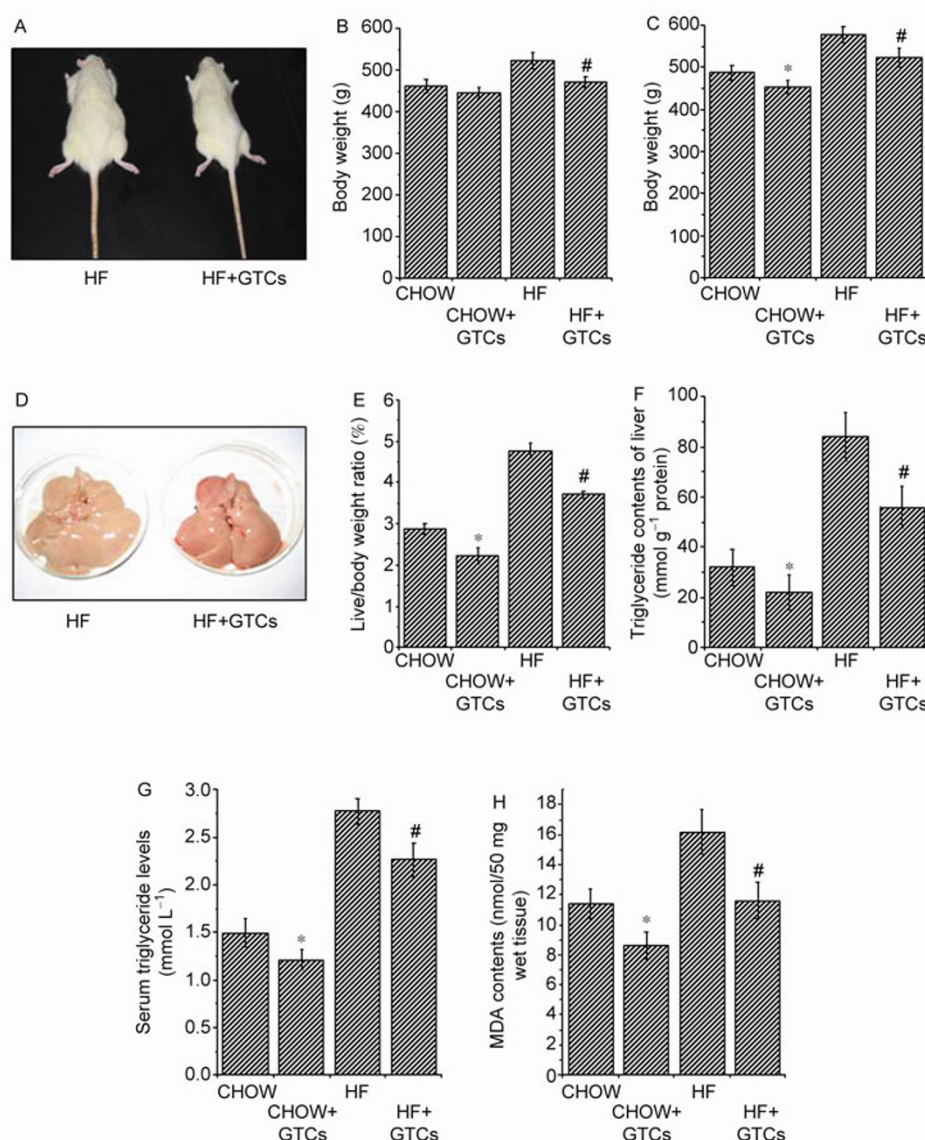 A
HF
HF+GTCs
B
Body weight (g)
600
500
400
300
200
100
0
#
CHOW
CHOW+
GTCs
HF
HF+
GTCs
C
Body weight (g)
600
500
400
300
200
100
0
*
#
CHOW
CHOW+
GTCs
HF
HF+
GTCs
D
HF
HF+GTCs
E
Live/body weight ratio (%)
6
5
4
3
2
1
0
*
#
CHOW
CHOW+
GTCs
HF
HF+
GTCs
F
Triglyceride contents of liver
(mmol g⁻¹ protein)
100
80
60
40
20
0
*
#
CHOW
CHOW+
GTCs
HF
HF+
GTCs
G
Serum triglyceride levels
(mmol L⁻¹)
3.0
2.5
2.0
1.5
1.0
0.5
0.0
*
#
CHOW
CHOW+
GTCs
HF
HF+
GTCs
H
MDA contents (nmol/50 mg
wet tissue)
18
16
14
12
10
8
6
4
2
0
*
#
CHOW
CHOW+
GTCs
HF
HF+
GTCs